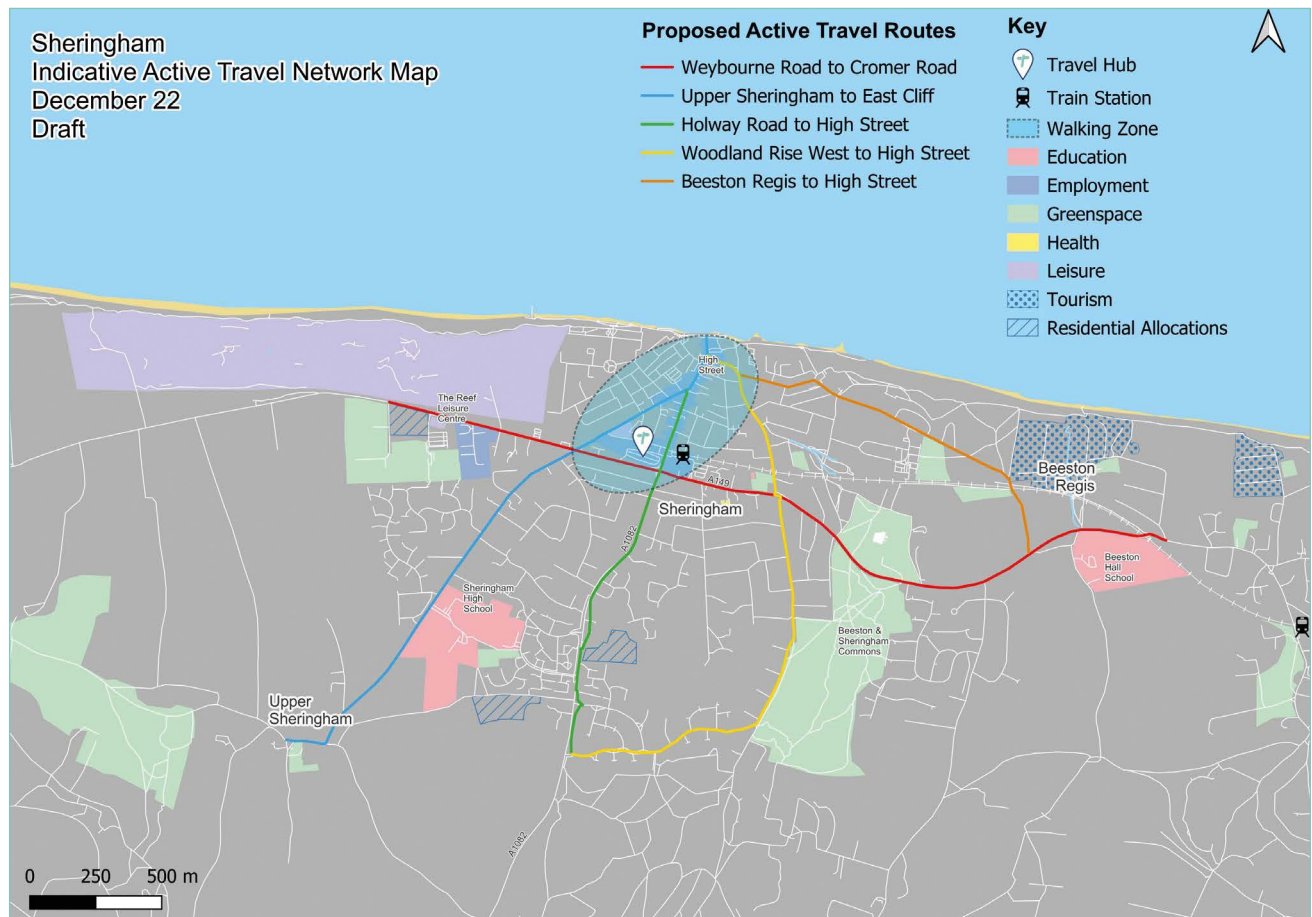 Sheringham
Indicative Active Travel Network Map
December 22
Draft
Proposed Active Travel Routes
Weybourne Road to Cromer Road
Upper Sheringham to East Cliff
Holway Road to High Street
Woodland Rise West to High Street
Beeston Regis to High Street
Key
Travel Hub
Train Station
Walking Zone
Education
Employment
Greenspace
Health
Leisure
Tourism
Residential Allocations
High
Street
The Reef
Leisure
Centre
Beeston
Regis
A149
Sheringham
A1082
Beeston
Hall
School
Sheringham
High
School
Beeston &
Sheringham
Commons
Upper
Sheringham
A1082
0 250 500 m